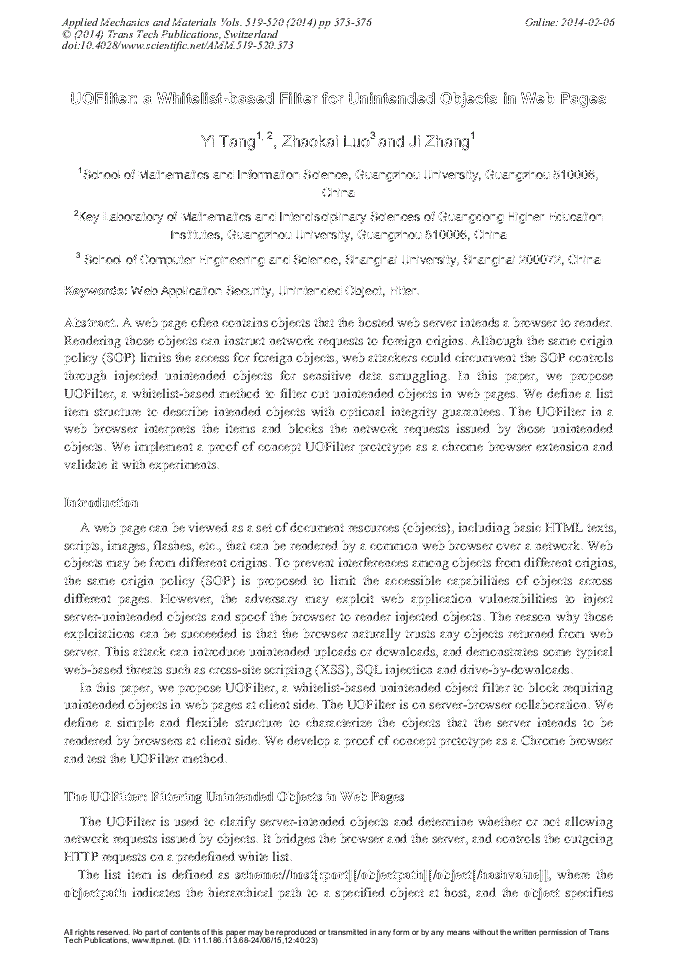 Applied Mechanics and Materials Vols. 519-520 (2014) pp 373-376
Online: 2014-02-06
© (2014) Trans Tech Publications, Switzerland
doi:10.4028/www.scientific.net/AMM.519-520.373
UOFilter: a Whitelist-based Filter for Unintended Objects in Web Pages
Yi Tang1, 2, Zhaokai Luo3 and Ji Zhang1
1School of Mathematics and Information Science, Guangzhou University, Guangzhou 510006,
China
2Key Laboratory of Mathematics and Interdisciplinary Sciences of Guangdong Higher Education
Institutes, Guangzhou University, Guangzhou 510006, China
3 School of Computer Engineering and Science, Shanghai University, Shanghai 200072, China
Keywords: Web Application Security, Unintended Object, Filter.
Abstract. A web page often contains objects that the hosted web server intends a browser to render.
Rendering those objects can instruct network requests to foreign origins. Although the same origin
policy (SOP) limits the access for foreign objects, web attackers could circumvent the SOP controls
through injected unintended objects for sensitive data smuggling. In this paper, we propose
UOFilter, a whitelist-based method to filter out unintended objects in web pages. We define a list
item structure to describe intended objects with optional integrity guarantees. The UOFilter in a
web browser interprets the items and blocks the network requests issued by those unintended
objects. We implement a proof of concept UOFilter prototype as a chrome browser extension and
validate it with experiments.
Introduction
A web page can be viewed as a set of document resources (objects), including basic HTML texts,
scripts, images, flashes, etc., that can be rendered by a common web browser over a network. Web
objects may be from different origins. To prevent interferences among objects from different origins,
the same origin policy (SOP) is proposed to limit the accessible capabilities of objects across
different pages. However, the adversary may exploit web application vulnerabilities to inject
server-unintended objects and spoof the browser to render injected objects. The reason why those
exploitations can be succeeded is that the browser naturally trusts any objects returned from web
server. This attack can introduce unintended uploads or downloads, and demonstrates some typical
web-based threats such as cross-site scripting (XSS), SQL injection and drive-by-downloads.
In this paper, we propose UOFilter, a whitelist-based unintended object filter to block requiring
unintended objects in web pages at client side. The UOFilter is on server-browser collaboration. We
define a simple and flexible structure to characterize the objects that the server intends to be
rendered by browsers at client side. We develop a proof of concept prototype as a Chrome browser
and test the UOFilter method.
The UOFilter: Filtering Unintended Objects in Web Pages
The UOFilter is used to clarify server-intended objects and determine whether or not allowing
network requests issued by objects. It bridges the browser and the server, and controls the outgoing
HTTP requests on a predefined white list.
The list item is defined as scheme://host[:port][/objectpath][/object[/hashvalue]], where the
objectpath indicates the hierarchical path to a specified object at host, and the object specifies
All rights reserved. No part of contents of this paper may be reproduced or transmitted in any form or by any means without the written permission of Trans
Tech Publications, www.ttp.net. (ID: 111.186.113.68-24/06/15,12:40:23)